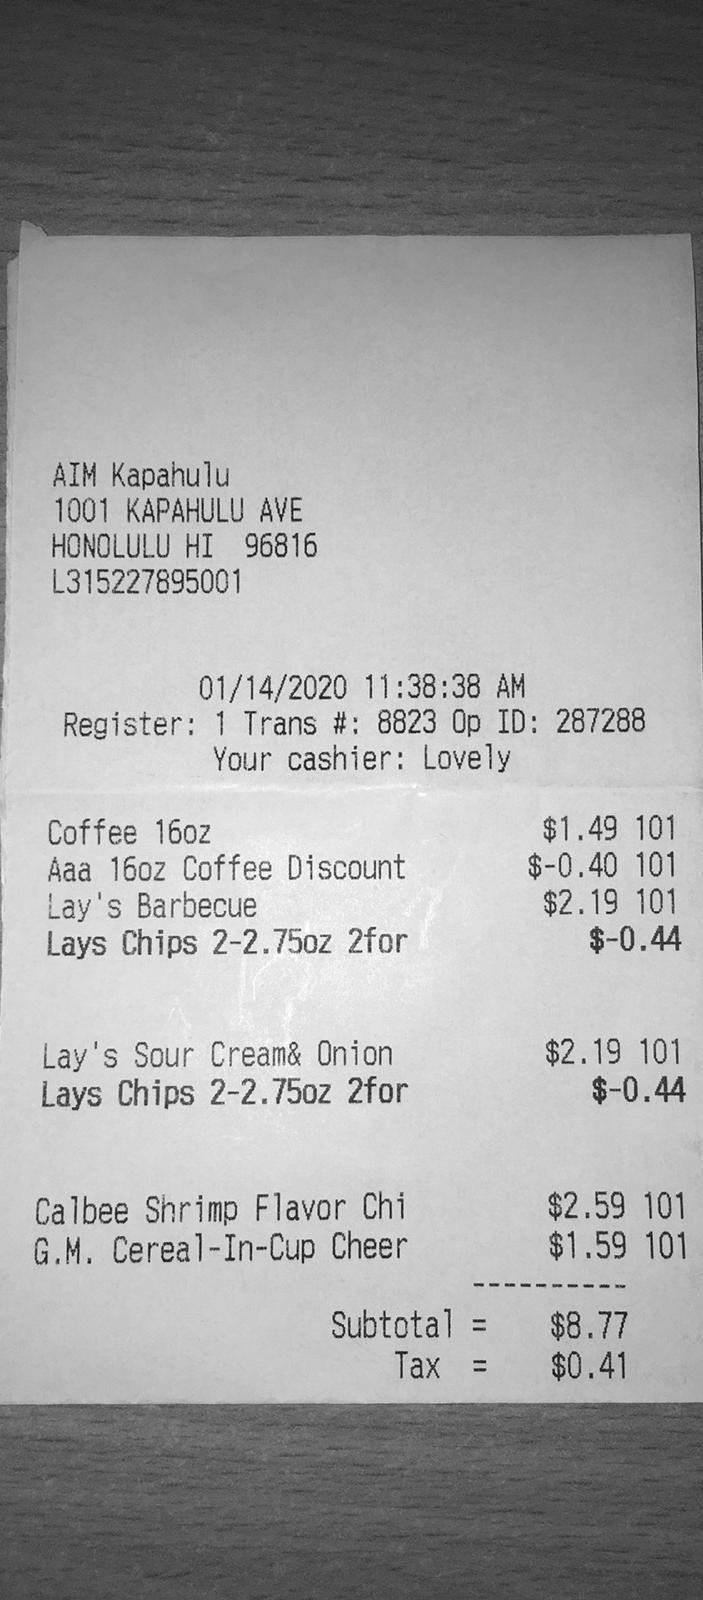 AIM Kapahulu
1001 KAPAHULU AVE
HONOLULU HI 96816
L315227895001
01/14/2020 11:38:38 AM
Register: 1 Trans #: 8823 Op ID: 287288
Your cashier: Lovely
Coffee 16oz $1.49 101
Aaa 16oz Coffee Discount $-0.40 101
Lay's Barbecue $2.19 101
Lays Chips 2-2.75oz 2for $-0.44
Lay's Sour Cream& Onion $2.19 101
Lays Chips 2-2.75oz 2for $-0.44
Calbee Shrimp Flavor Chi $2.59 101
G.M. Cereal-In-Cup Cheer $1.59 101
----------
Subtotal = $8.77
Tax = $0.41